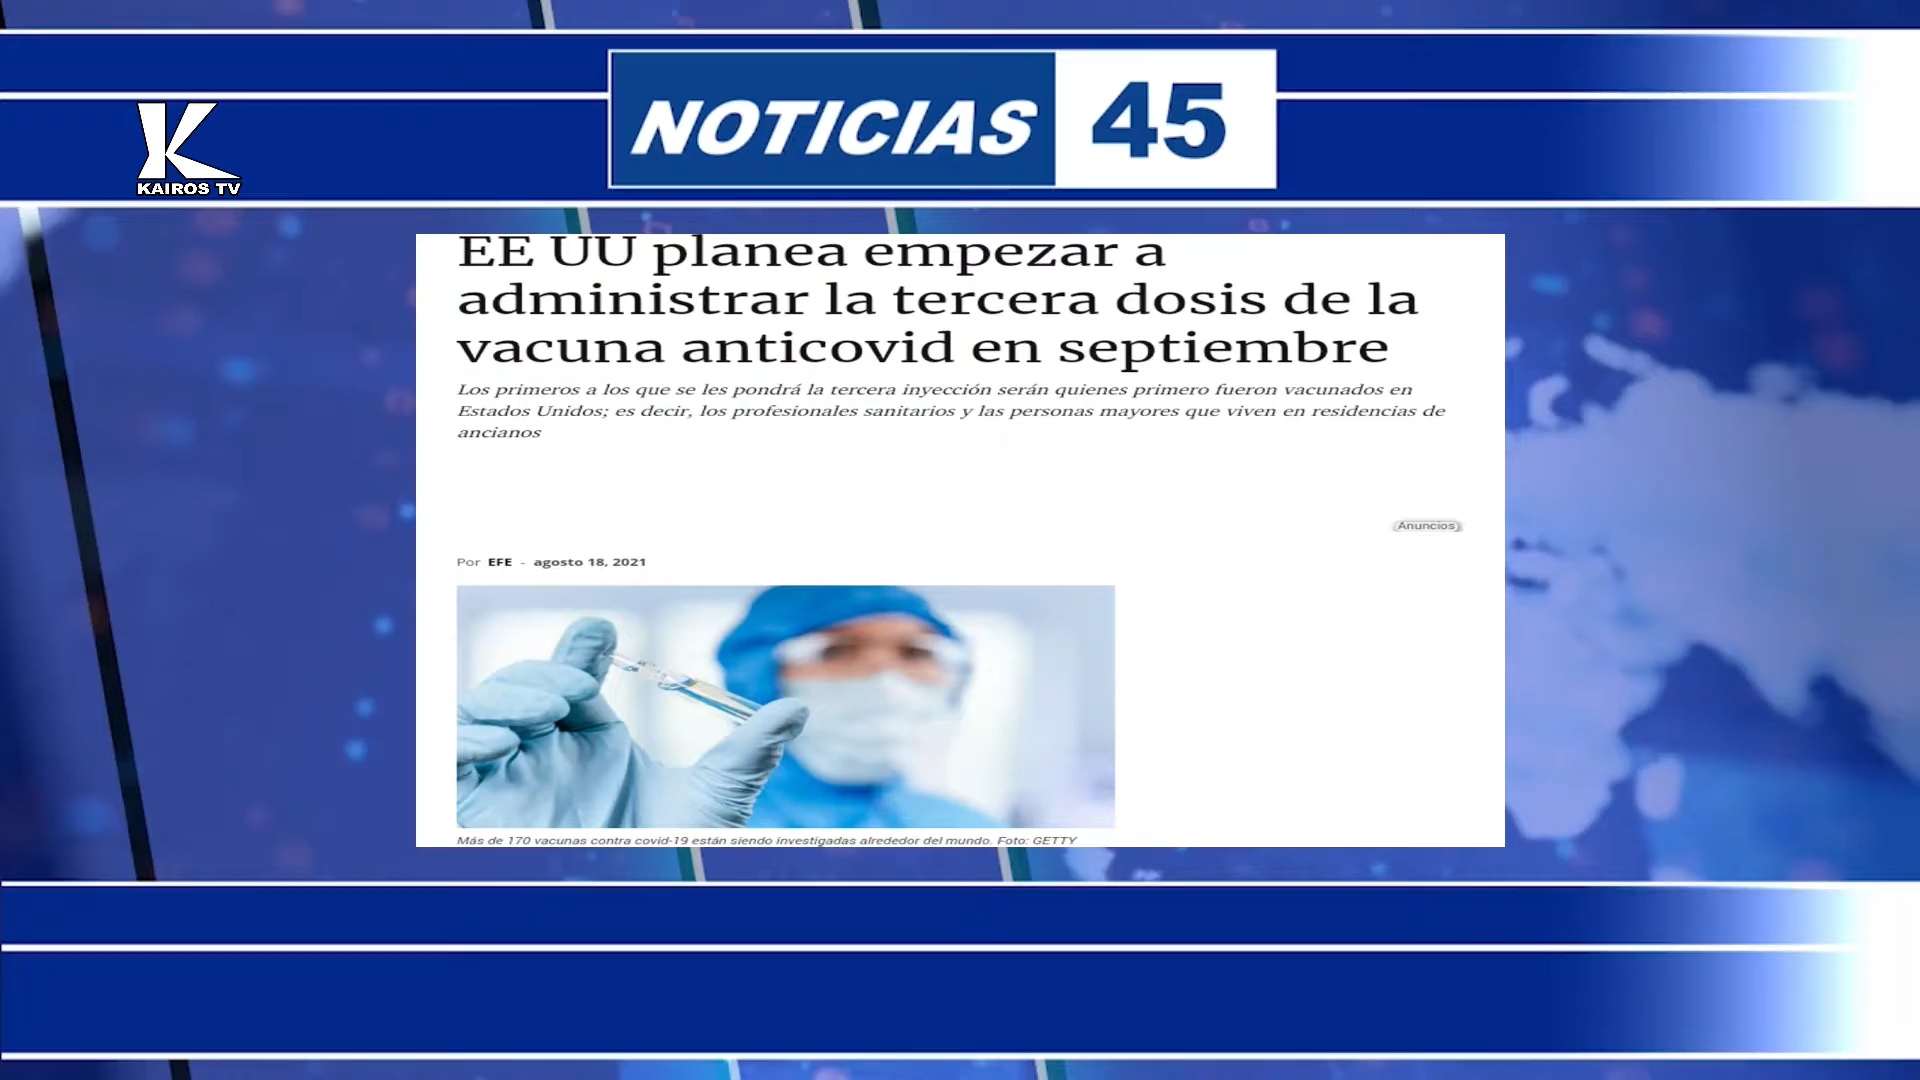 NOTICIAS 45
KAIROS TV
EE UU planea empezar a
administrar la tercera dosis de la
vacuna anticovid en septiembre
Los primeros a los que se les pondrá la tercera inyección serán quienes primero fueron vacunados en
Estados Unidos; es decir, los profesionales sanitarios y las personas mayores que viven en residencias de
ancianos
Anuncios
Por EFE - agosto 18, 2021
Más de 170 vacunas contra covid-19 están siendo investigadas alrededor del mundo. Foto: GETTY